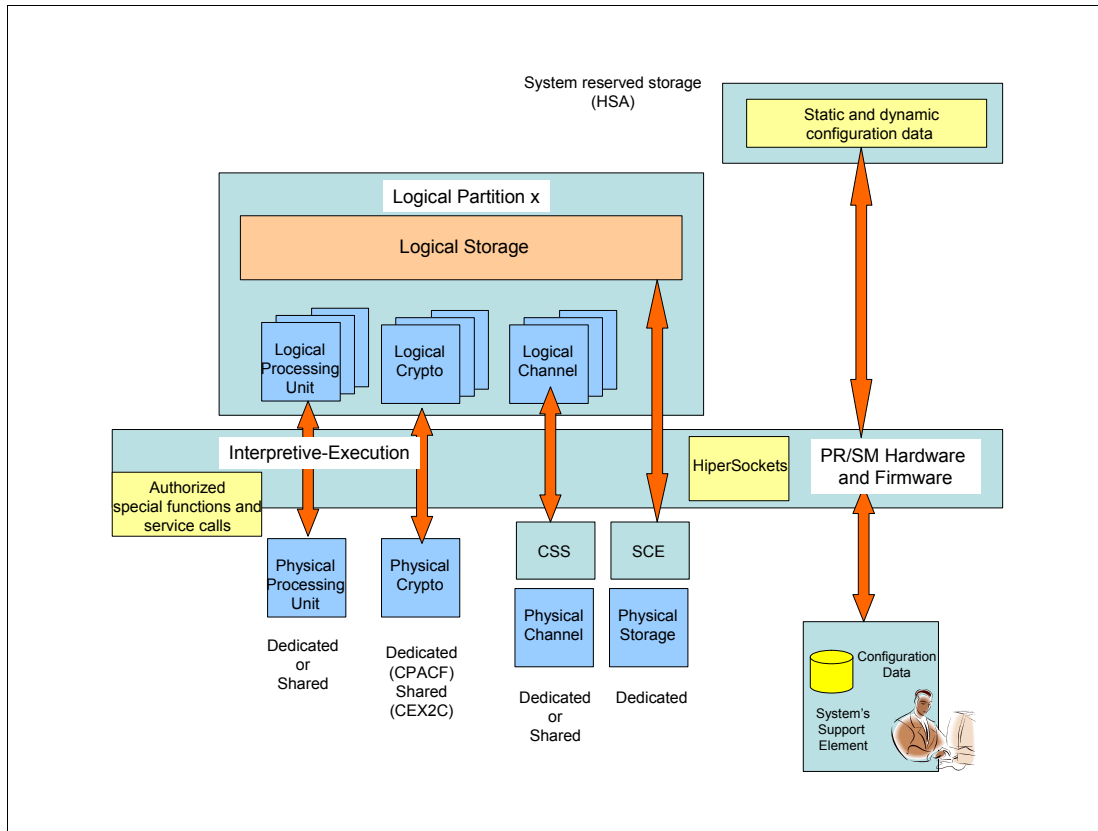 System reserved storage
(HSA)
Static and dynamic
configuration data
Logical Partition x
Logical Storage
Logical
Processing
Unit
Logical
Crypto
Logical
Channel
Interpretive-Execution
HiperSockets
PR/SM Hardware
and Firmware
Authorized
special functions and
service calls
Physical
Processing
Unit
Dedicated
or
Shared
Physical
Crypto
Dedicated
(CPACF)
Shared
(CEX2C)
CSS
Physical
Channel
Dedicated
or
Shared
SCE
Physical
Storage
Dedicated
Configuration
Data
System's
Support
Element